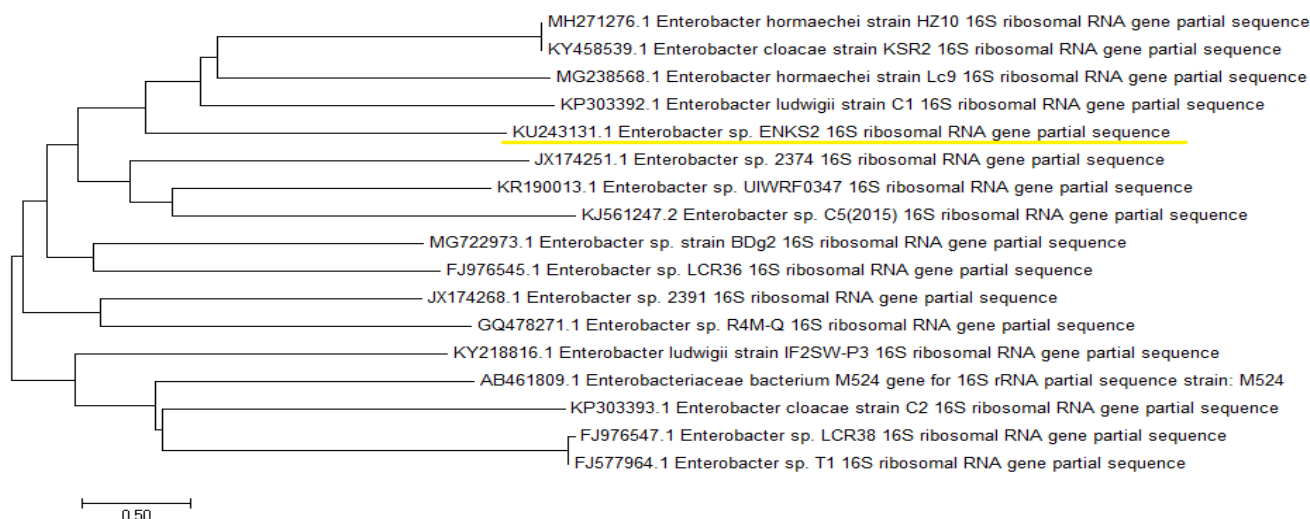 MH271276.1 Enterobacter hormaechei strain HZ10 16S ribosomal RNA gene partial sequence
KY458539.1 Enterobacter cloacae strain KSR2 16S ribosomal RNA gene partial sequence
MG238568.1 Enterobacter hormaechei strain Lc9 16S ribosomal RNA gene partial sequence
KP303392.1 Enterobacter ludwigii strain C1 16S ribosomal RNA gene partial sequence
KU243131.1 Enterobacter sp. ENKS2 16S ribosomal RNA gene partial sequence
JX174251.1 Enterobacter sp. 2374 16S ribosomal RNA gene partial sequence
KR190013.1 Enterobacter sp. UIWRF0347 16S ribosomal RNA gene partial sequence
KJ561247.2 Enterobacter sp. C5(2015) 16S ribosomal RNA gene partial sequence
MG722973.1 Enterobacter sp. strain BDg2 16S ribosomal RNA gene partial sequence
FJ976545.1 Enterobacter sp. LCR36 16S ribosomal RNA gene partial sequence
JX174268.1 Enterobacter sp. 2391 16S ribosomal RNA gene partial sequence
GQ478271.1 Enterobacter sp. R4M-Q 16S ribosomal RNA gene partial sequence
KY218816.1 Enterobacter ludwigii strain IF2SW-P3 16S ribosomal RNA gene partial sequence
AB461809.1 Enterobacteriaceae bacterium M524 gene for 16S rRNA partial sequence strain: M524
KP303393.1 Enterobacter cloacae strain C2 16S ribosomal RNA gene partial sequence
FJ976547.1 Enterobacter sp. LCR38 16S ribosomal RNA gene partial sequence
FJ577964.1 Enterobacter sp. T1 16S ribosomal RNA gene partial sequence
0.50